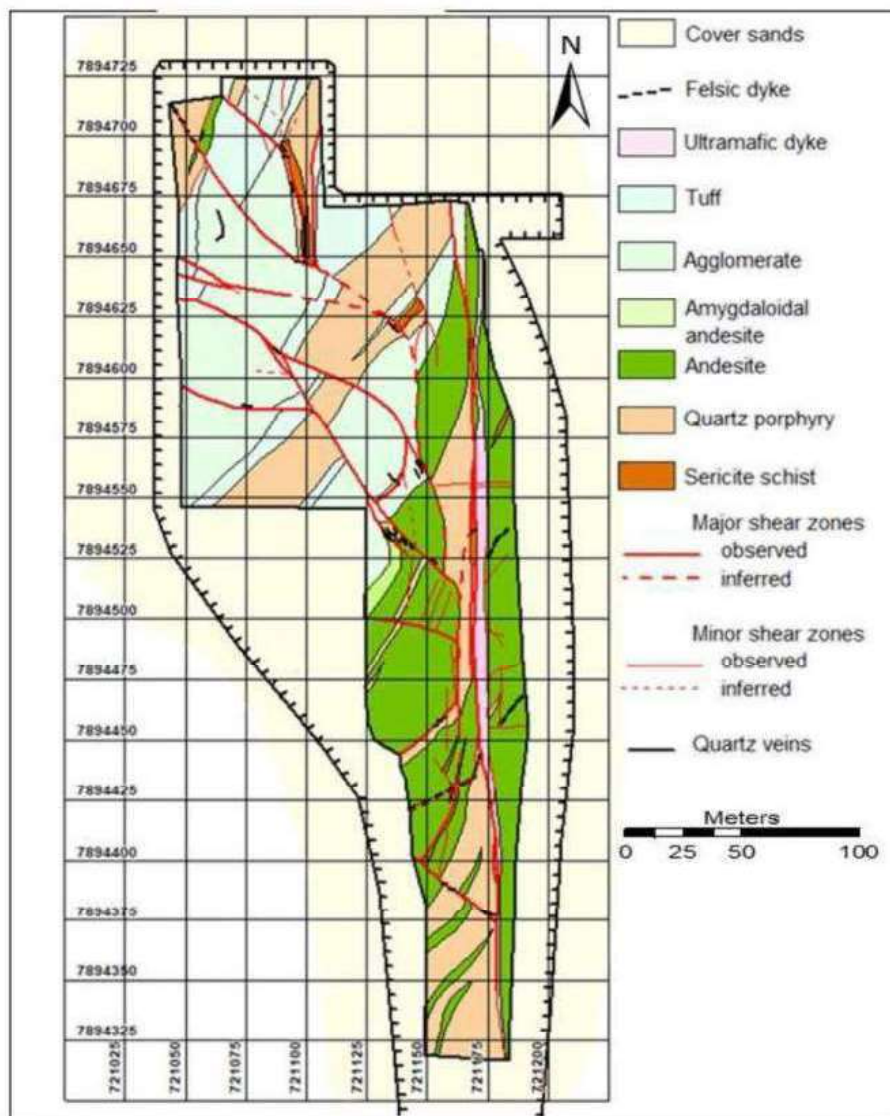 Cover sands
N
Felsic dyke
Ultramafic dyke
Tuff
Agglomerate
Amygdaloidal
andesite
Andesite
Quartz porphyry
Sericite schist
Major shear zones
observed
inferred
Minor shear zones
observed
inferred
Quartz veins
Meters
0 25 50 100
7894725
7894700
7894675
7894650
7894625
7894600
7894575
7894550
7894525
7894500
7894475
7894450
7894425
7894400
7894375
7894350
7894325
721025
721050
721075
721100
721125
721150
721175
721200